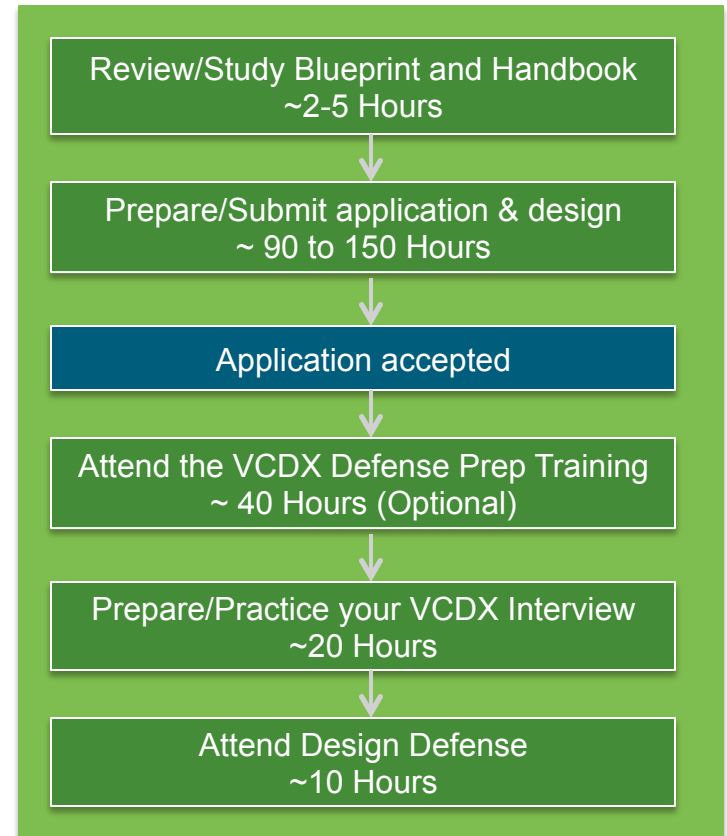 Review/Study Blueprint and Handbook
~2-5 Hours
Prepare/Submit application & design
~ 90 to 150 Hours
Application accepted
Attend the VCDX Defense Prep Training
~ 40 Hours (Optional)
Prepare/Practice your VCDX Interview
~20 Hours
Attend Design Defense
~10 Hours